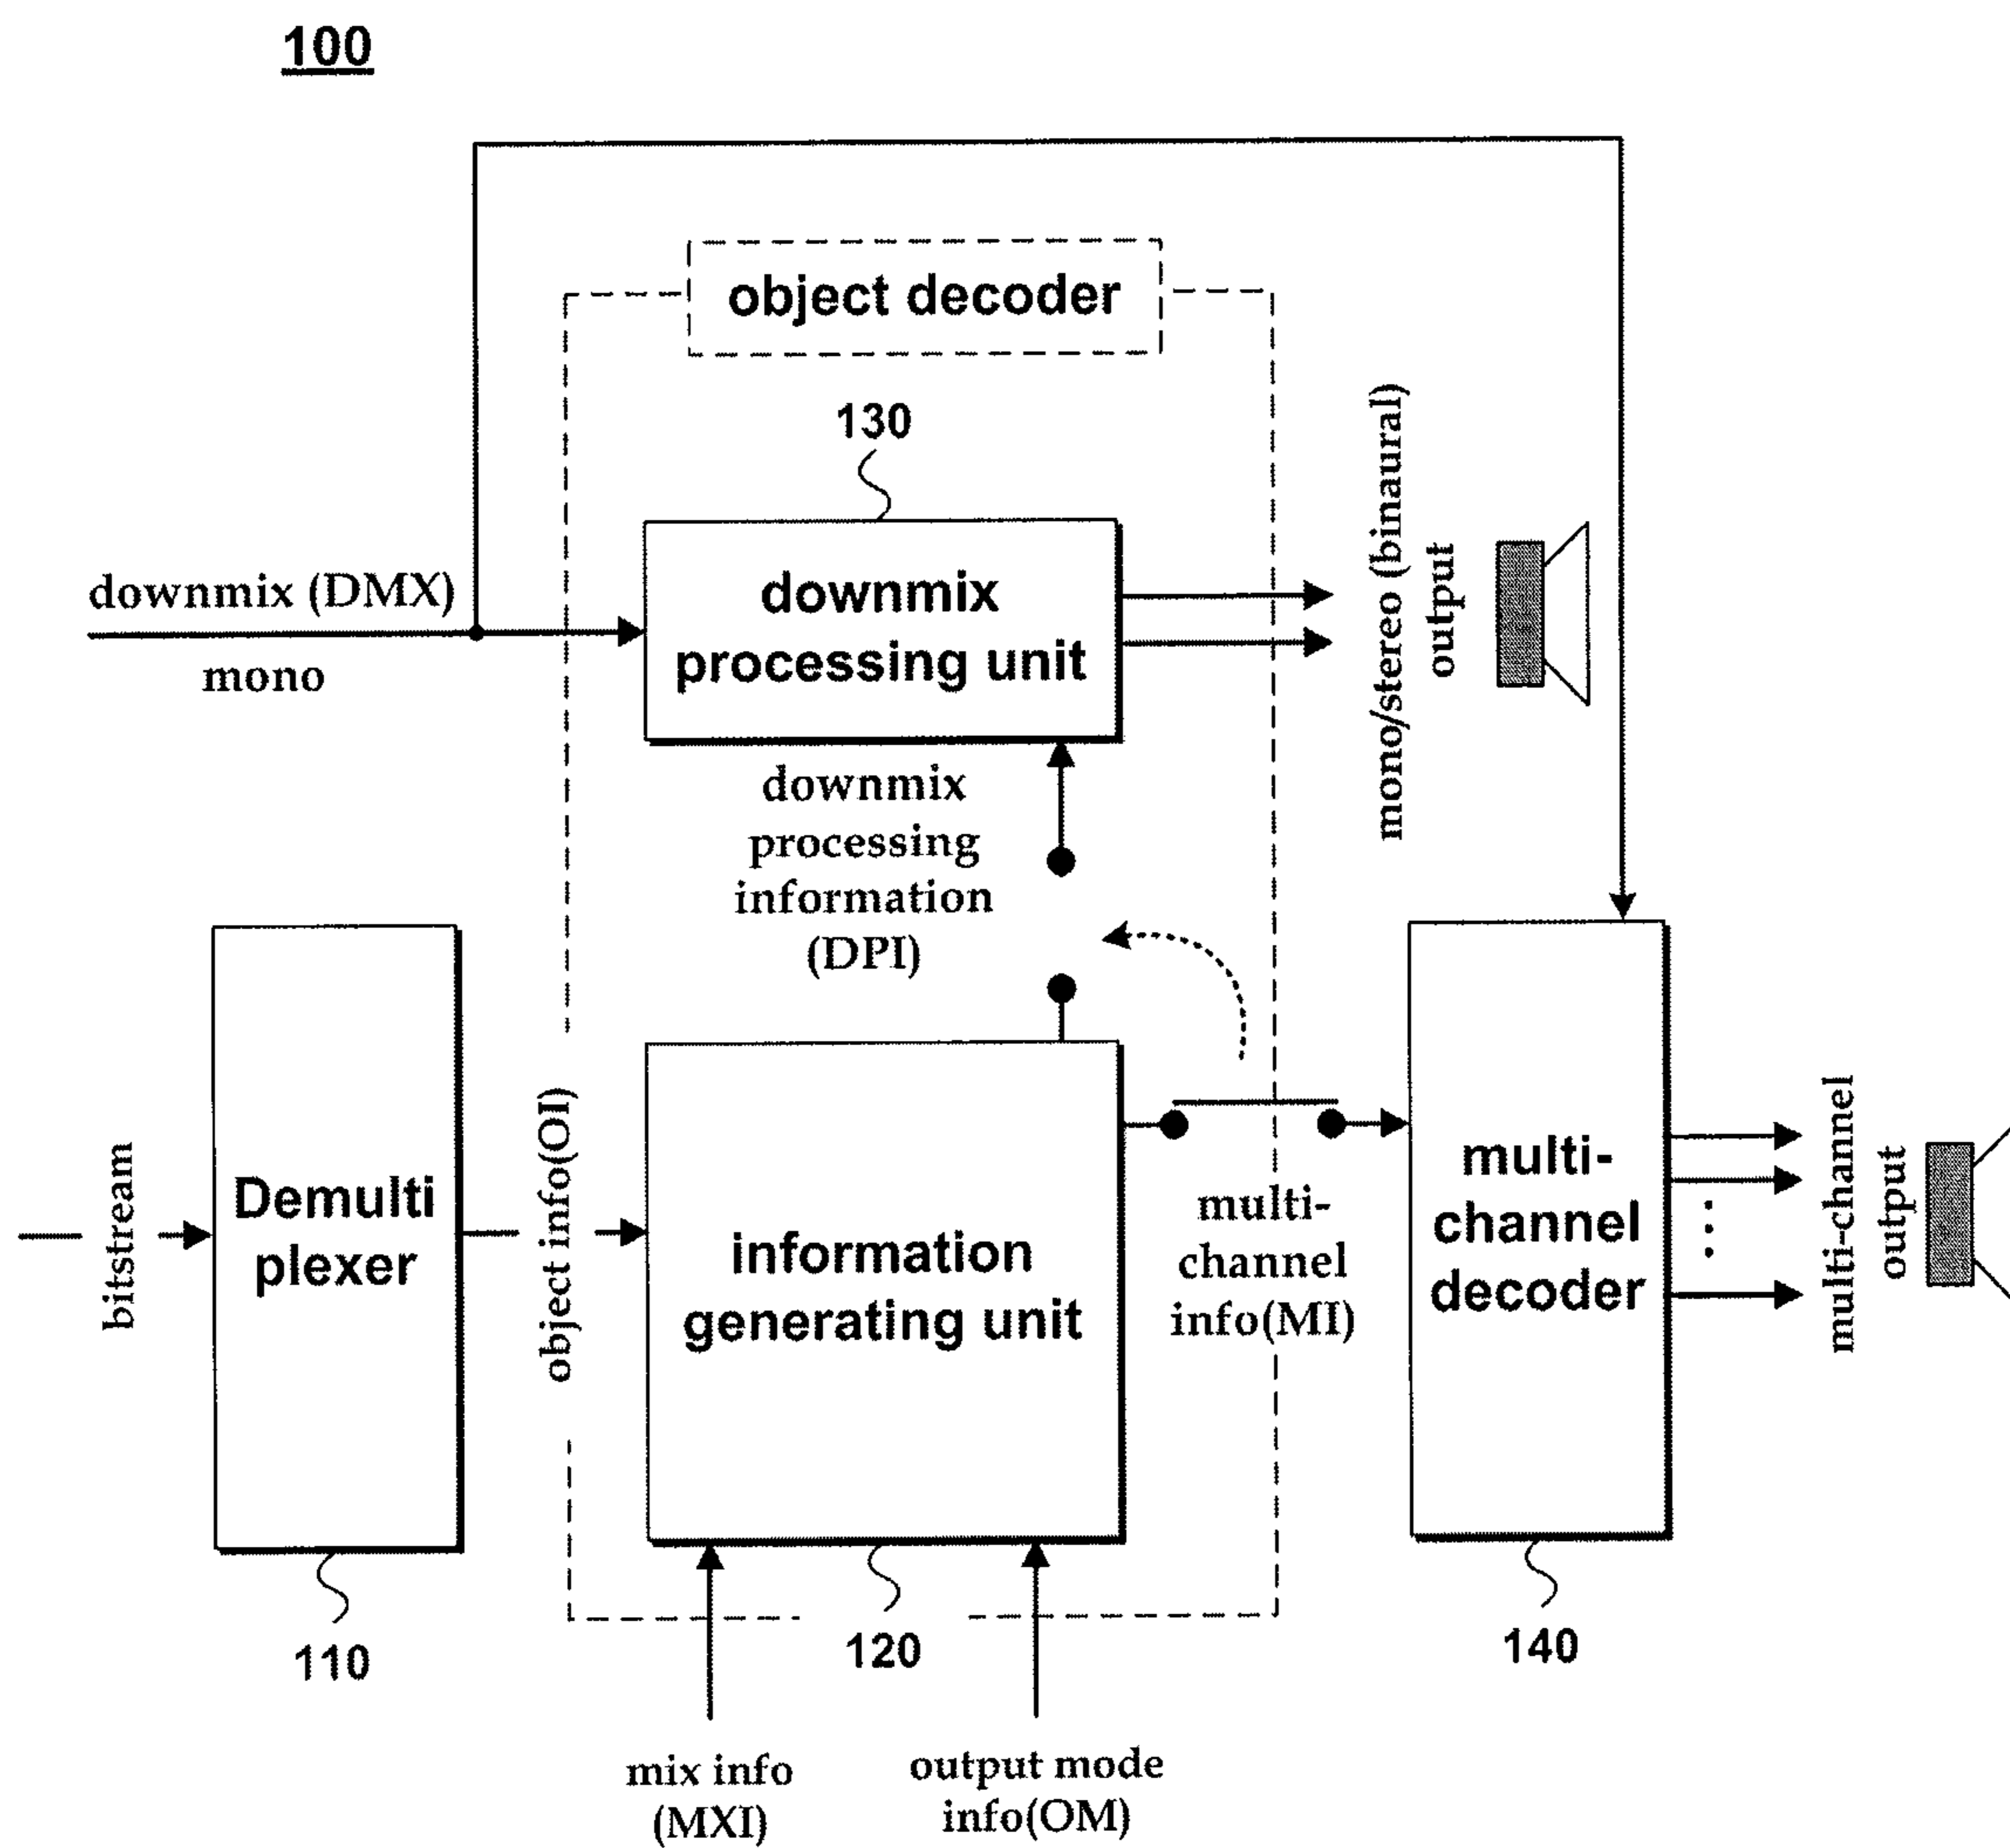 100
object decoder
130
downmix (DMX)
mono
downmix
processing unit
mono/stereo (binaural)
output
downmix
processing
information
(DPI)
bitstream
Demulti
plexer
object info(OI)
information
generating unit
multi-
channel
info(MI)
multi-
channel
decoder
multi-channel
output
110
120
140
mix info
(MXI)
output mode
info(OM)